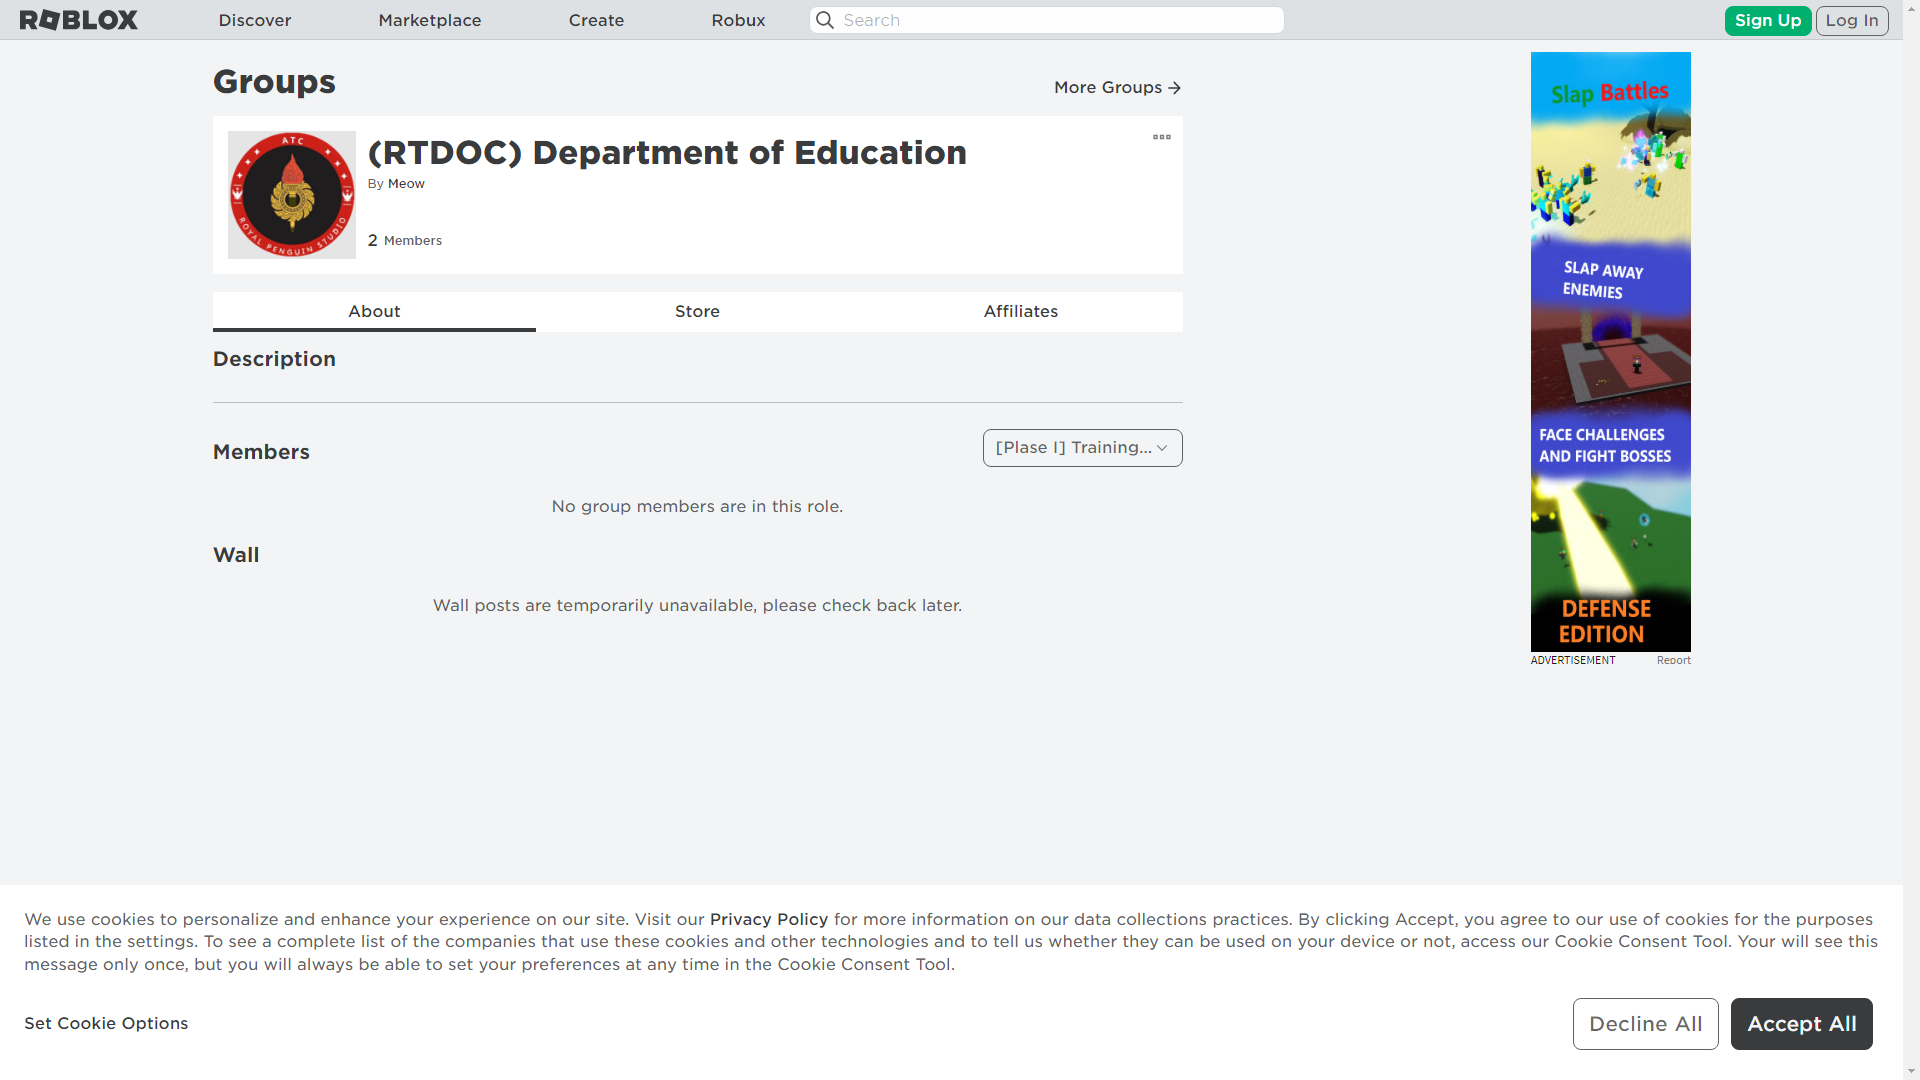 ROBLOX
Discover
Marketplace
Create
Robux
Search
Sign Up
Log In
Groups
More Groups
ATC
ROYAL PENGUIN STUDIO
(RTDOC) Department of Education
By Meow
2 Members
About
Store
Affiliates
Description
Members
[Plase I] Training...
No group members are in this role.
Wall
Wall posts are temporarily unavailable, please check back later.
Slap Battles
SLAP AWAY
ENEMIES
FACE CHALLENGES
AND FIGHT BOSSES
DEFENSE
EDITION
ADVERTISEMENT
Report
We use cookies to personalize and enhance your experience on our site. Visit our Privacy Policy for more information on our data collections practices. By clicking Accept, you agree to our use of cookies for the purposes
listed in the settings. To see a complete list of the companies that use these cookies and other technologies and to tell us whether they can be used on your device or not, access our Cookie Consent Tool. Your will see this
message only once, but you will always be able to set your preferences at any time in the Cookie Consent Tool.
Set Cookie Options
Decline All
Accept All